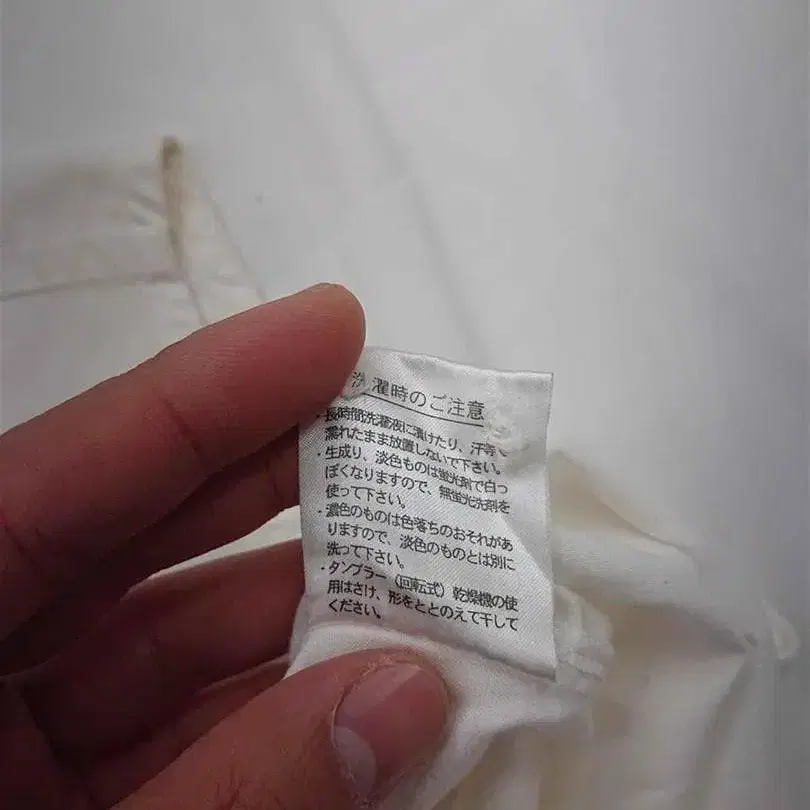 洗濯時のご注意
・長時間洗濯液に漬けたり、汗等で
濡れたまま放置しないで下さい。
・生成り、淡色ものは蛍光剤で白っ
ぽくなりますので、無蛍光洗剤を
使って下さい。
・濃色のものは色落ちのおそれがあ
りますので、淡色のものとは別に
洗って下さい。
・タンブラー（回転式）乾燥機の使
用はさけ、形をととのえて干して
ください。